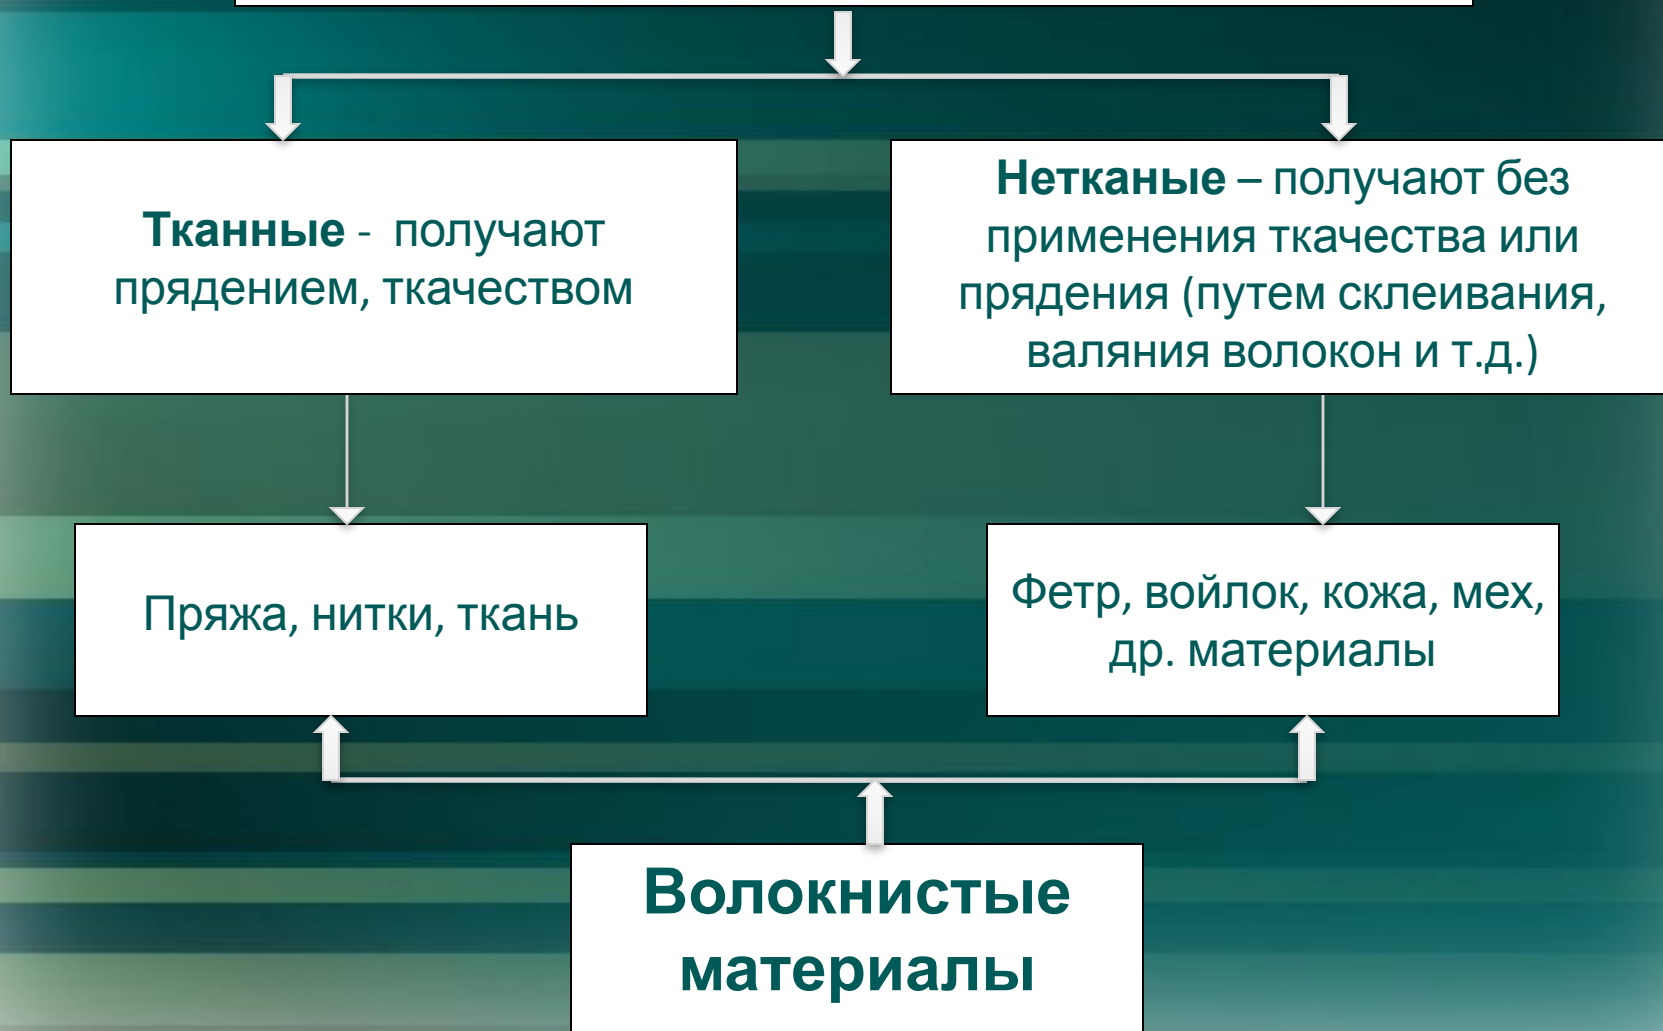 Тканные - получают
прядением, ткачеством
Нетканые – получают без
применения ткачества или
прядения (путем склеивания,
валяния волокон и т.д.)
Пряжа, нитки, ткань
Фетр, войлок, кожа, мех,
др. материалы
Волокнистые
материалы